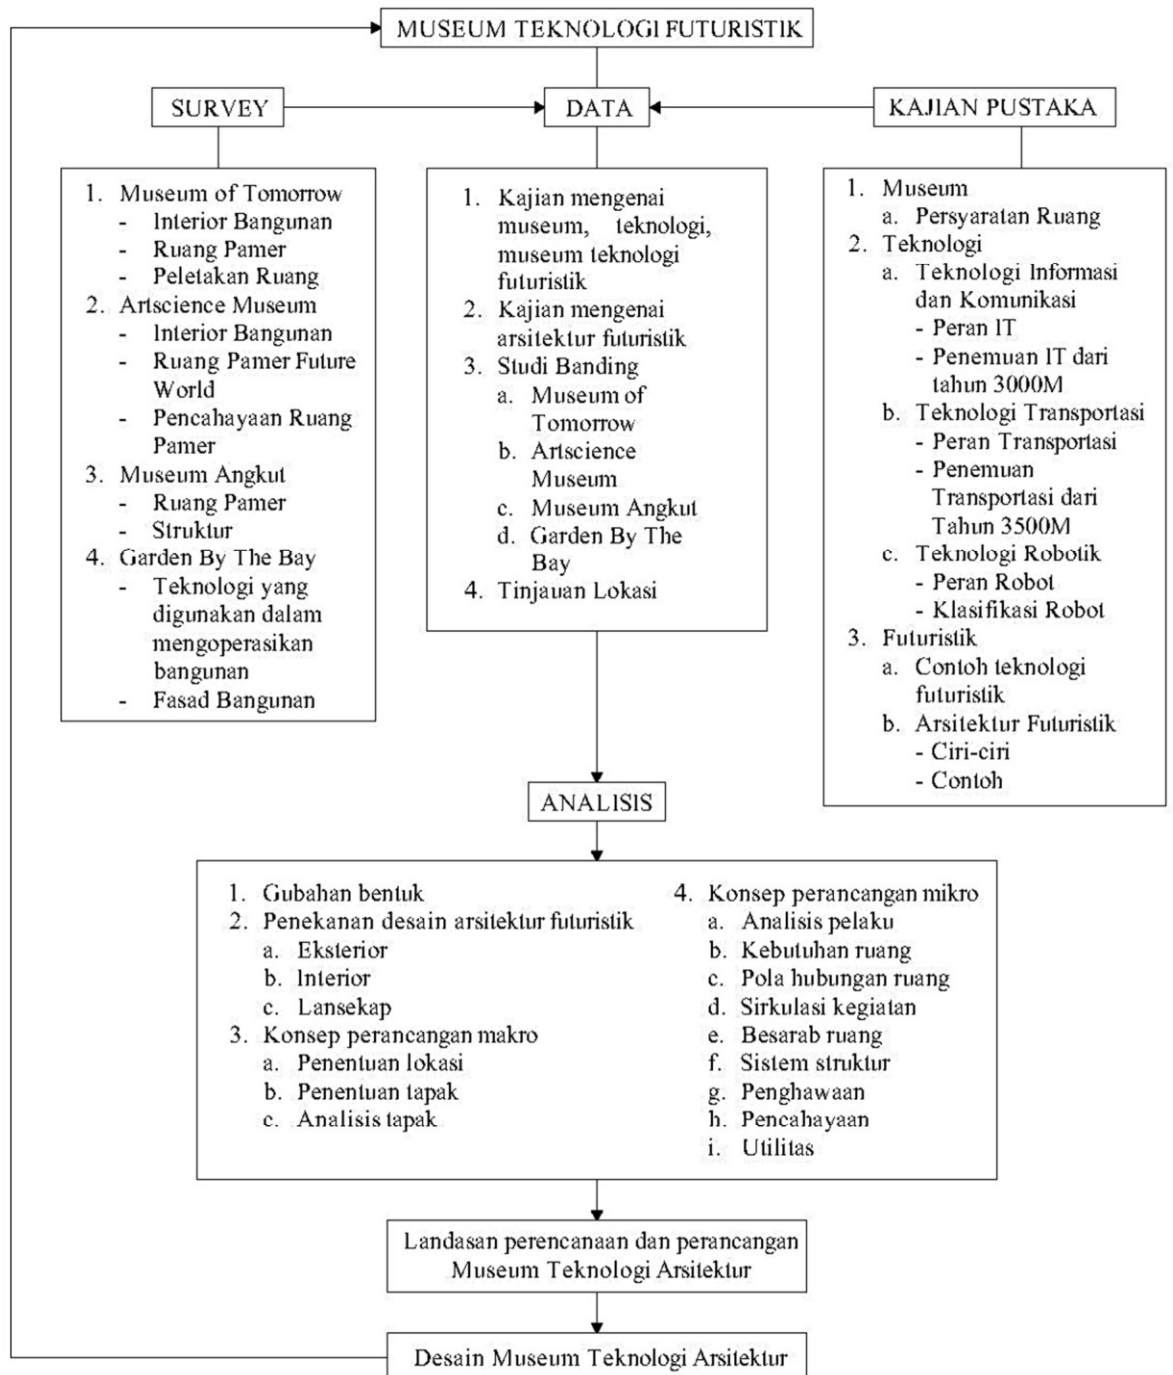 MUSEUM TEKNOLOGI FUTURISTIK
SURVEY
DATA
KAJIAN PUSTAKA
1. Museum of Tomorrow
- Interior Bangunan
- Ruang Pamer
- Peletakan Ruang
2. Artscience Museum
- Interior Bangunan
- Ruang Pamer Future
World
- Pencahayaan Ruang
Pamer
3. Museum Angkut
- Ruang Pamer
- Struktur
4. Garden By The Bay
- Teknologi yang
digunakan dalam
mengoperasikan
bangunan
- Fasad Bangunan
1. Kajian mengenai
museum, teknologi,
museum teknologi
futuristik
2. Kajian mengenai
arsitektur futuristik
3. Studi Banding
a. Museum of
Tomorrow
b. Artscience
Museum
c. Museum Angkut
d. Garden By The
Bay
4. Tinjauan Lokasi
1. Museum
a. Persyaratan Ruang
2. Teknologi
a. Teknologi Informasi
dan Komunikasi
- Peran IT
- Penemuan IT dari
tahun 3000M
b. Teknologi Transportasi
- Peran Transportasi
- Penemuan
Transportasi dari
Tahun 3500M
c. Teknologi Robotik
- Peran Robot
- Klasifikasi Robot
3. Futuristik
a. Contoh teknologi
futuristik
b. Arsitektur Futuristik
- Ciri-ciri
- Contoh
ANALISIS
1. Gubahan bentuk
2. Penekanan desain arsitektur futuristik
a. Eksterior
b. Interior
c. Lansekap
3. Konsep perancangan makro
a. Penentuan lokasi
b. Penentuan tapak
c. Analisis tapak
4. Konsep perancangan mikro
a. Analisis pelaku
b. Kebutuhan ruang
c. Pola hubungan ruang
d. Sirkulasi kegiatan
e. Besarab ruang
f. Sistem struktur
g. Penghawaan
h. Pencahayaan
i. Utilitas
Landasan perencanaan dan perancangan
Museum Teknologi Arsitektur
Desain Museum Teknologi Arsitektur